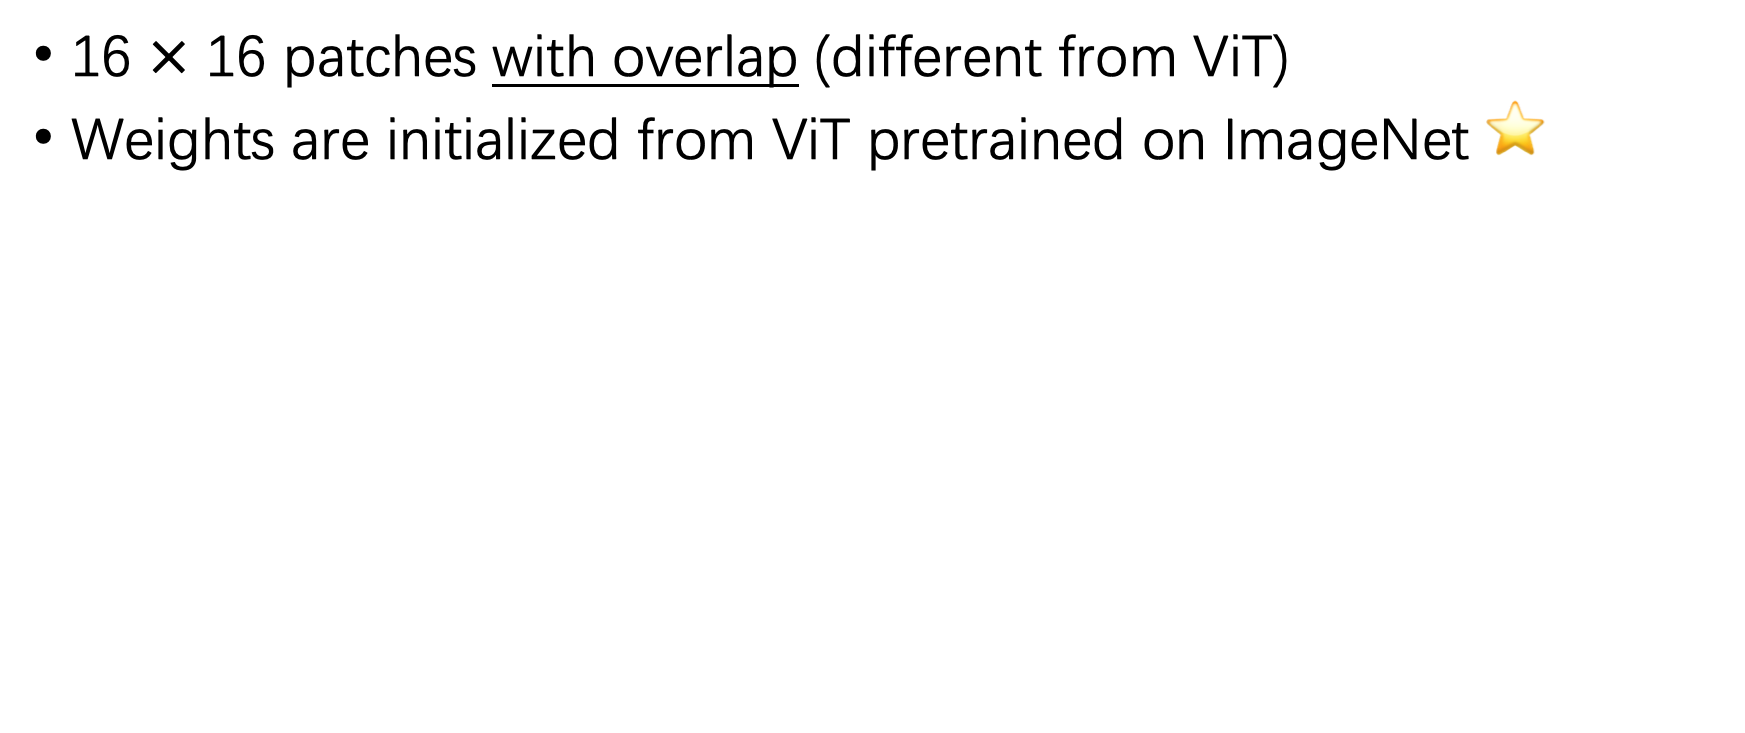 • 16 × 16 patches with overlap (different from ViT)
• Weights are initialized from ViT pretrained on ImageNet ⭐